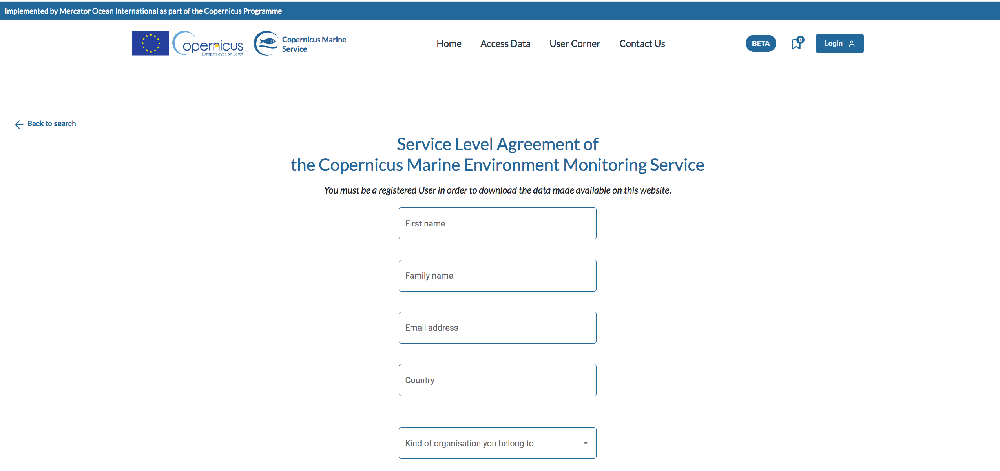 Implemented by Mercator Ocean International as part of the Copernicus Programme
opernicus
Europe's eyes on Earth
Copernicus Marine
Service
Home
Access Data
User Corner
Contact Us
BETA
0
Login
Back to search
Service Level Agreement of
the Copernicus Marine Environment Monitoring Service
You must be a registered User in order to download the data made available on this website.
First name
Family name
Email address
Country
Kind of organisation you belong to